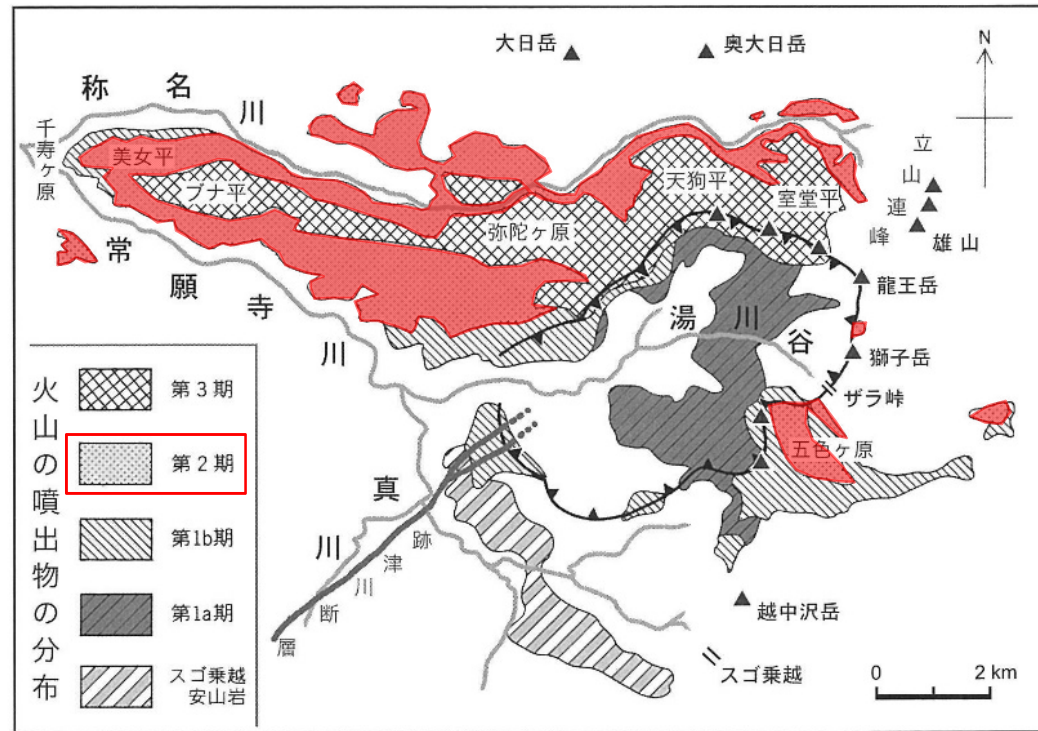 大日岳
奥大日岳
N
称名川
千寿ヶ原
美女平
ブナ平
天狗平
室堂平
立山連峰
雄山
弥陀ヶ原
常願寺川
龍王岳
湯川谷
獅子岳
ザラ峠
五色ヶ原
真川
跡津川断層
越中沢岳
スゴ乗越
0 2 km
火山の噴出物の分布
第3期
第2期
第1b期
第1a期
スゴ乗越
安山岩